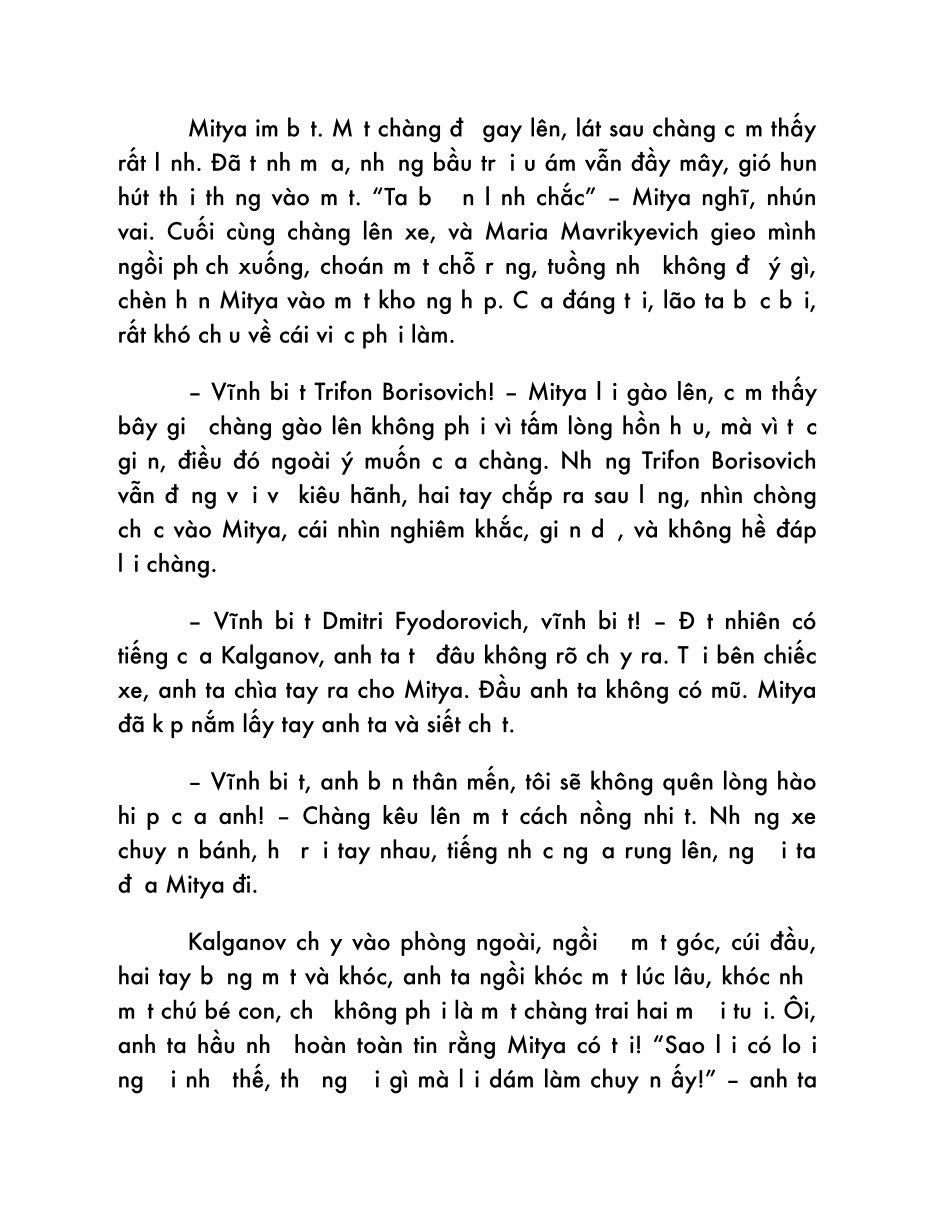 Mitya im b t. M t chàng đ gay lên, lát sau chàng c m thấy
rất l nh. Đã t nh m a, nh ng bầu tr i u ám vẫn đầy mây, gió hun
hút th i th ng vào m t. “Ta b n l nh chắc” – Mitya nghĩ, nhún
vai. Cuối cùng chàng lên xe, và Maria Mavrikyevich gieo mình
ngồi ph ch xuống, choán m t chỗ r ng, tuồng nh không đ ý gì,
chèn h n Mitya vào m t kho ng h p. C a đáng t i, lão ta b c b i,
rất khó ch u về cái vi c ph i làm.
– Vĩnh bi t Trifon Borisovich! – Mitya l i gào lên, c m thấy
bây gi chàng gào lên không ph i vì tấm lòng hồn h u, mà vì t c
gi n, điều đó ngoài ý muốn c a chàng. Nh ng Trifon Borisovich
vẫn đ ng v i v kiêu hãnh, hai tay chắp ra sau l ng, nhìn chòng
ch c vào Mitya, cái nhìn nghiêm khắc, gi n d , và không hề đáp
l i chàng.
– Vĩnh bi t Dmitri Fyodorovich, vĩnh bi t! – Đ t nhiên có
tiếng c a Kalganov, anh ta t đâu không rõ ch y ra. T i bên chiếc
xe, anh ta chìa tay ra cho Mitya. Đầu anh ta không có mũ. Mitya
đã k p nắm lấy tay anh ta và siết ch t.
– Vĩnh bi t, anh b n thân mến, tôi sẽ không quên lòng hào
hi p c a anh! – Chàng kêu lên m t cách nồng nhi t. Nh ng xe
chuy n bánh, h r i tay nhau, tiếng nh c ng a rung lên, ng i ta
đ a Mitya đi.
Kalganov ch y vào phòng ngoài, ngồi m t góc, cúi đầu,
hai tay b ng m t và khóc, anh ta ngồi khóc m t lúc lâu, khóc nh
m t chú bé con, ch không ph i là m t chàng trai hai m i tu i. Ôi,
anh ta hầu nh hoàn toàn tin rằng Mitya có t i! “Sao l i có lo i
ng i nh thế, th ng i gì mà l i dám làm chuy n ấy!” – anh ta